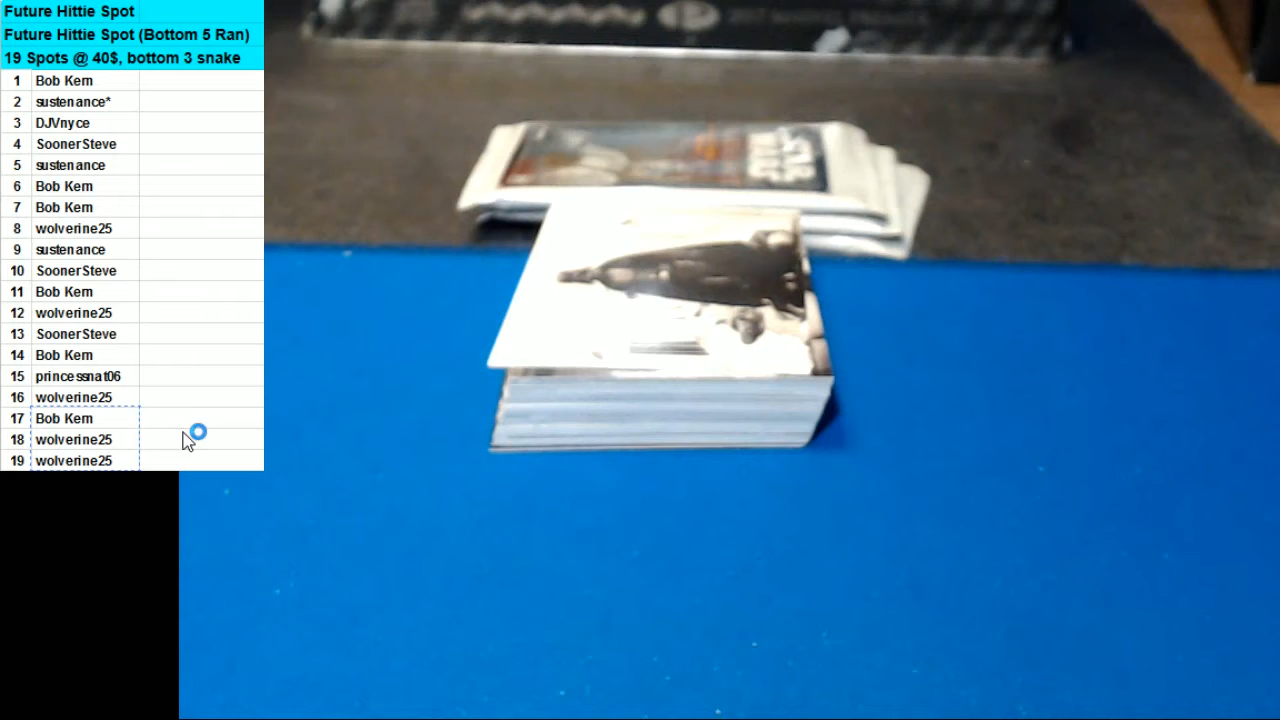 Future Hittie Spot
Future Hittie Spot (Bottom 5 Ran)
19 Spots @ 40$, bottom 3 snake
1 Bob Kern
2 sustenance*
3 DJVnyce
4 SoonerSteve
5 sustenance
6 Bob Kern
7 Bob Kern
8 wolverine25
9 sustenance
10 SoonerSteve
11 Bob Kern
12 wolverine25
13 SoonerSteve
14 Bob Kern
15 princessnat06
16 wolverine25
17 Bob Kern
18 wolverine25
19 wolverine25
STAR
WARS